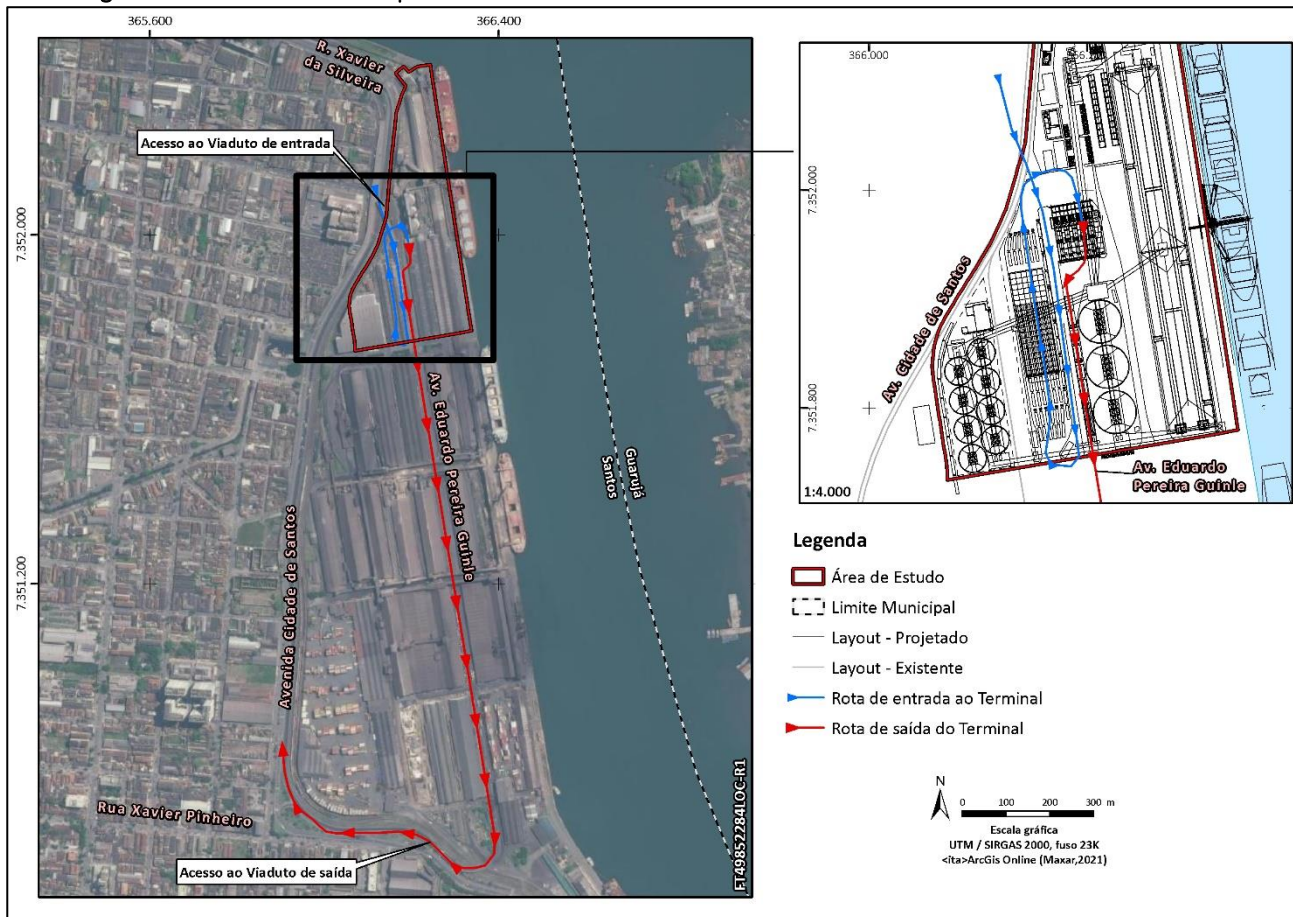 365.600
366.400
R. Xavier
da Silveira
Acesso ao Viaduto de entrada
7.352.000
Av. Eduardo Pereira Guinle
Guarujá
Santos
Avenida Cidade de Santos
7.351.200
Rua Xavier Pinheiro
Acesso ao Viaduto de saída
ET49852284LOC-R1
366.000
7.352.000
Av. Cidade de Santos
7.351.800
Av. Eduardo
Pereira Guinle
1:4.000
Legenda
Área de Estudo
Limite Municipal
Layout - Projetado
Layout - Existente
Rota de entrada ao Terminal
Rota de saída do Terminal
N
0 100 200 300 m
Escala gráfica
UTM / SIRGAS 2000, fuso 23K
<ita>ArcGis Online (Maxar,2021)